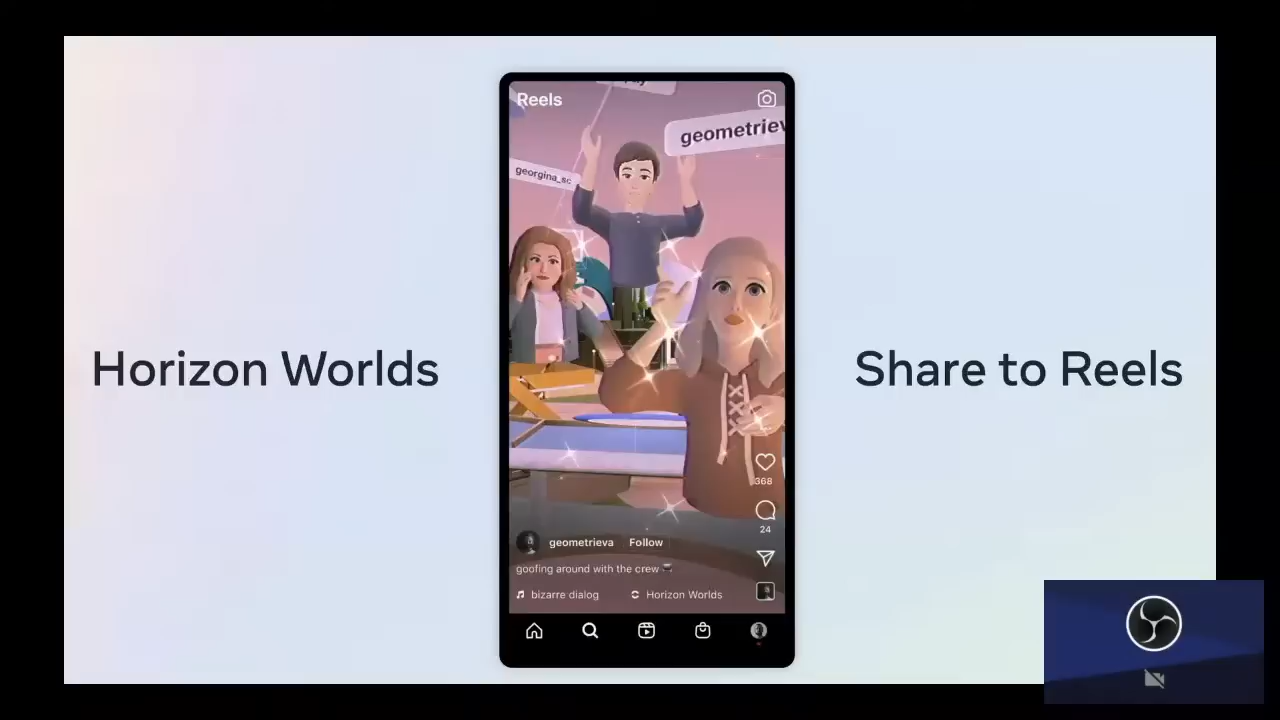 Reels
geometriev
georgina_sc
Horizon Worlds
Share to Reels
368
24
geometrieva Follow
goofing around with the crew
bizarre dialog Horizon Worlds